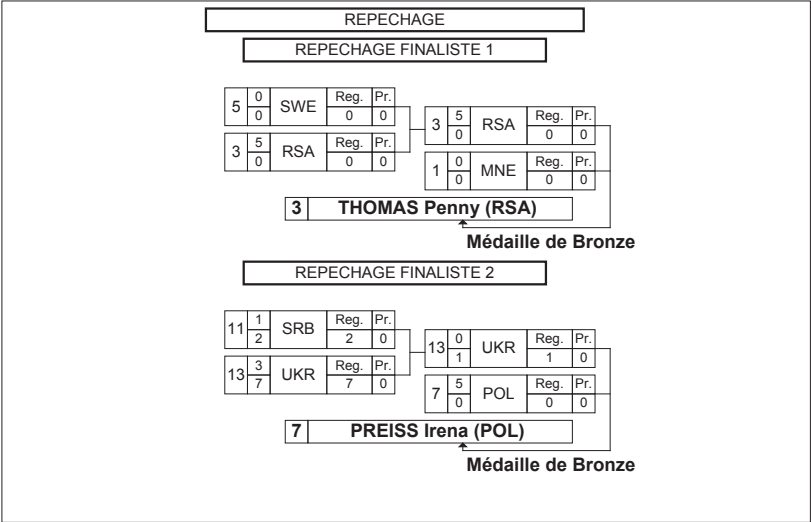 REPECHAGE
REPECHAGE FINALISTE 1
5 0 SWE Reg. Pr.
0 0 0
3 5 RSA Reg. Pr.
0 0 0
3 5 RSA Reg. Pr.
0 0 0
1 0 MNE Reg. Pr.
0 0 0
3 THOMAS Penny (RSA)
Médaille de Bronze
REPECHAGE FINALISTE 2
11 1 SRB Reg. Pr.
2 2 0
13 3 UKR Reg. Pr.
7 7 0
13 0 UKR Reg. Pr.
1 1 0
7 5 POL Reg. Pr.
0 0 0
7 PREISS Irena (POL)
Médaille de Bronze